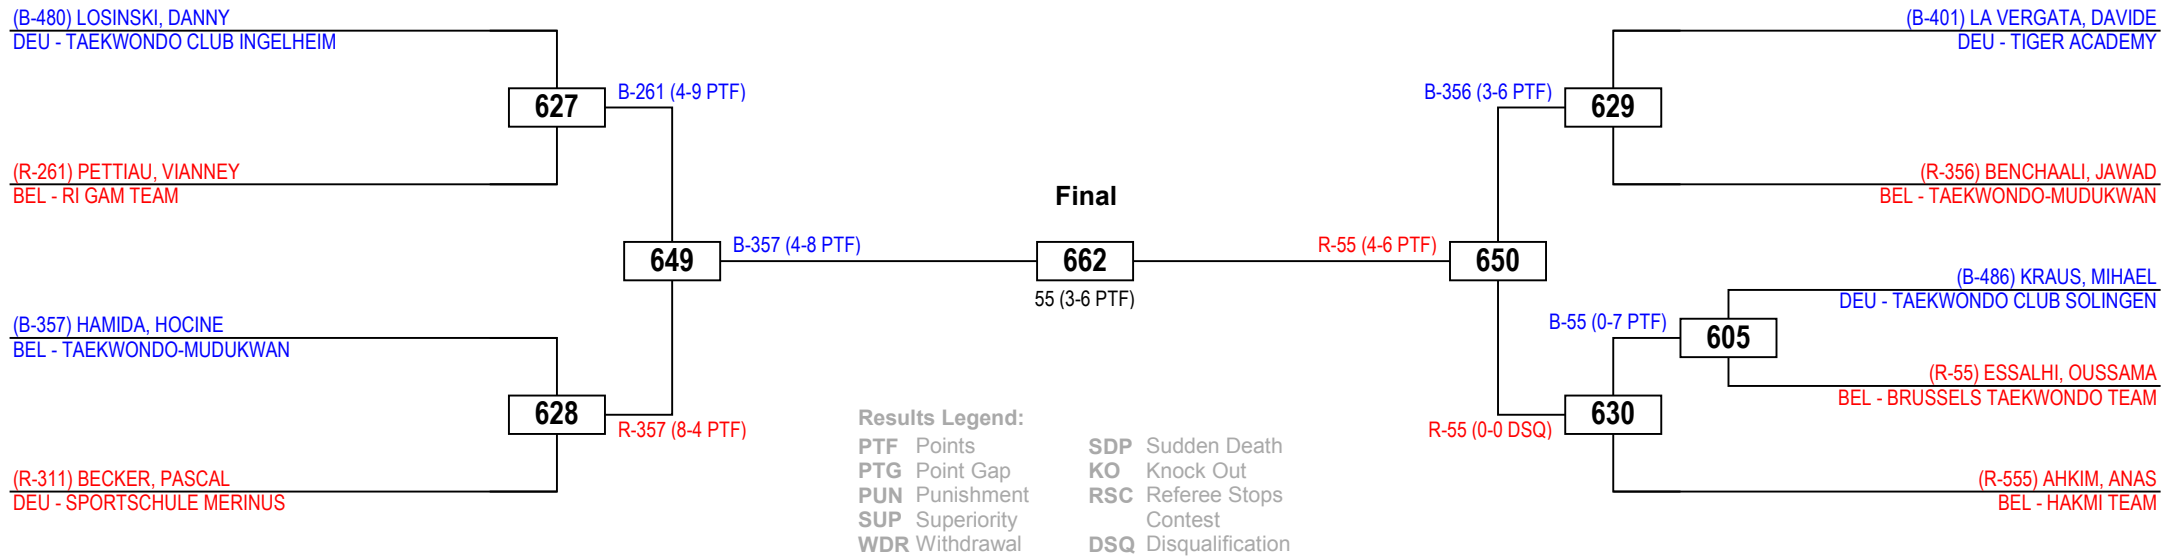 (B-480) LOSINSKI, DANNY
DEU - TAEKWONDO CLUB INGELHEIM
627
B-261 (4-9 PTF)
(R-261) PETTIAU, VIANNEY
BEL - RI GAM TEAM
649
B-357 (4-8 PTF)
(B-357) HAMIDA, HOCINE
BEL - TAEKWONDO-MUDUKWAN
628
R-357 (8-4 PTF)
(R-311) BECKER, PASCAL
DEU - SPORTSCHULE MERINUS
Final
662
55 (3-6 PTF)
(B-401) LA VERGATA, DAVIDE
DEU - TIGER ACADEMY
B-356 (3-6 PTF)
629
(R-356) BENCHAALI, JAWAD
BEL - TAEKWONDO-MUDUKWAN
R-55 (4-6 PTF)
650
(B-486) KRAUS, MIHAEL
DEU - TAEKWONDO CLUB SOLINGEN
B-55 (0-7 PTF)
605
(R-55) ESSALHI, OUSSAMA
BEL - BRUSSELS TAEKWONDO TEAM
R-55 (0-0 DSQ)
630
(R-555) AHKIM, ANAS
BEL - HAKMI TEAM
Results Legend:
PTF Points
PTG Point Gap
PUN Punishment
SUP Superiority
WDR Withdrawal
SDP Sudden Death
KO Knock Out
RSC Referee Stops
Contest
DSQ Disqualification